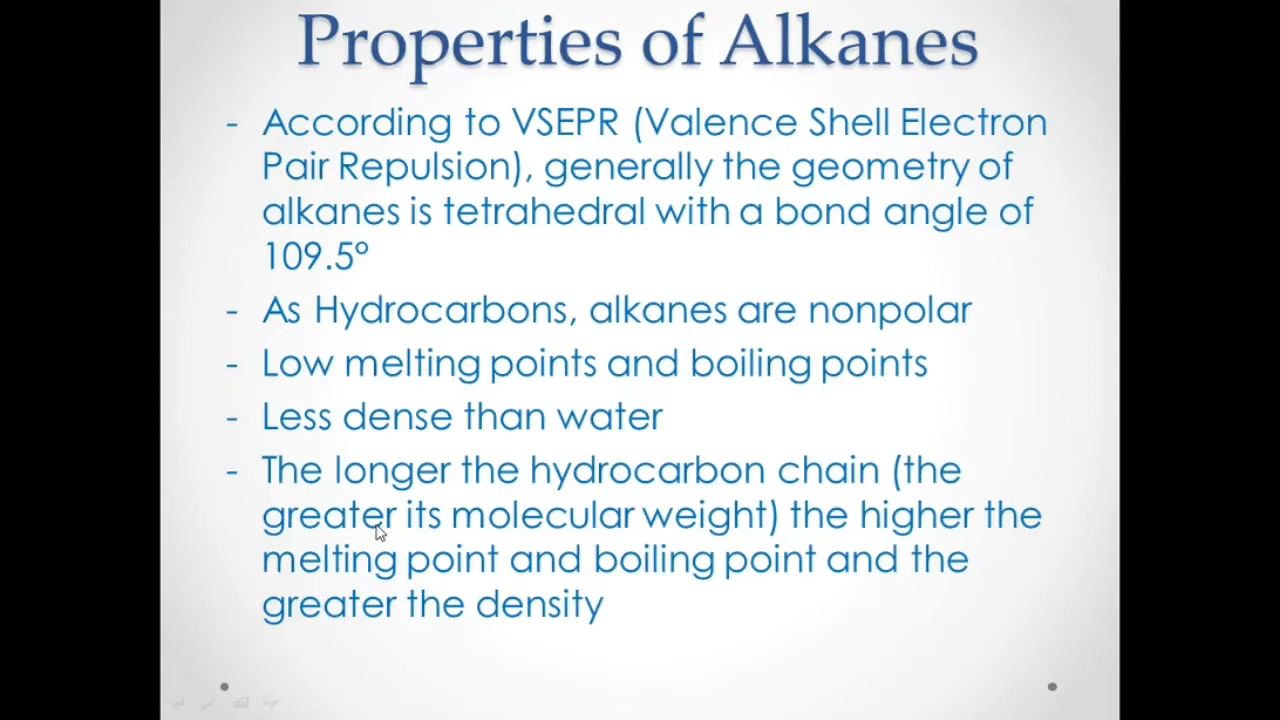 Properties of Alkanes
- According to VSEPR (Valence Shell Electron
Pair Repulsion), generally the geometry of
alkanes is tetrahedral with a bond angle of
109.5°
- As Hydrocarbons, alkanes are nonpolar
- Low melting points and boiling points
- Less dense than water
- The longer the hydrocarbon chain (the
greater its molecular weight) the higher the
melting point and boiling point and the
greater the density